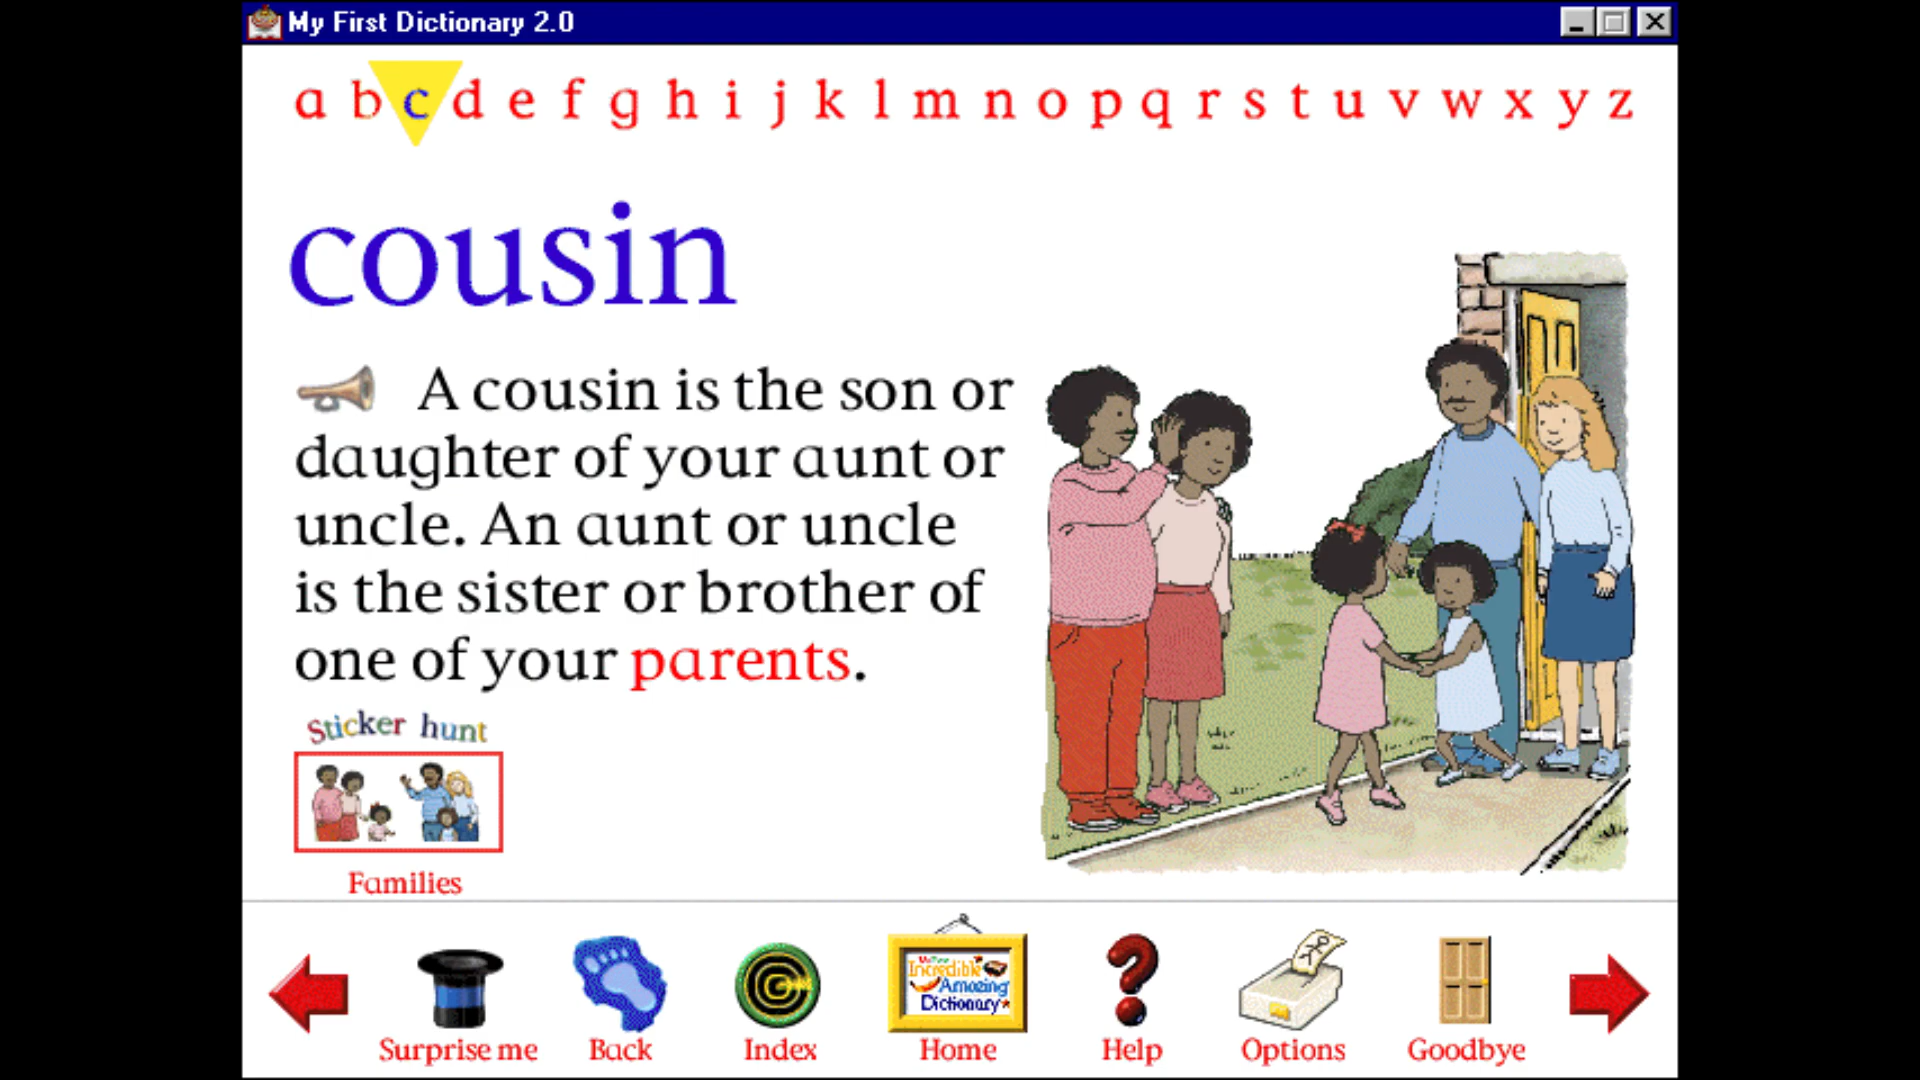 My First Dictionary 2.0
a b c d e f g h i j k l m n o p q r s t u v w x y z
cousin
A cousin is the son or
daughter of your aunt or
uncle. An aunt or uncle
is the sister or brother of
one of your parents.
Sticker hunt
Families
My First
Incredible
Amazing
Dictionary
Surprise me
Back
Index
Home
Help
Options
Goodbye